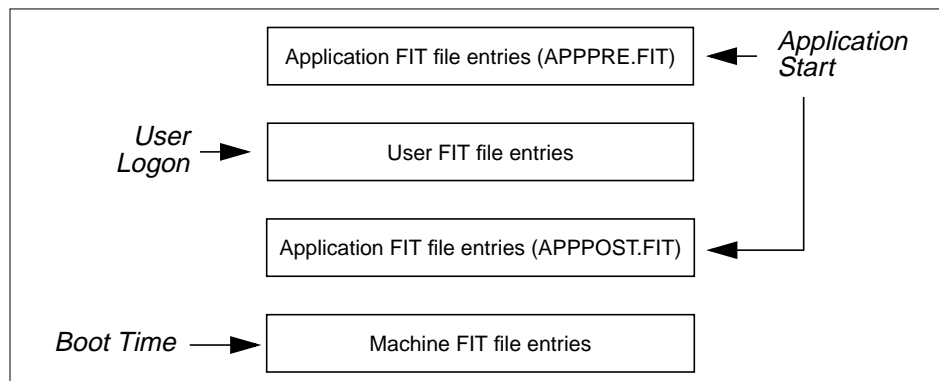 Application FIT file entries (APPPRE.FIT)
Application
Start
User
Logon
User FIT file entries
Application FIT file entries (APPPOST.FIT)
Boot Time
Machine FIT file entries